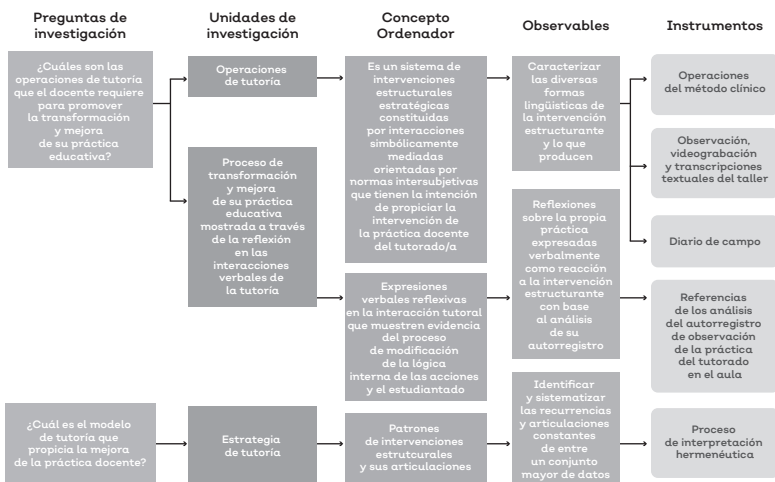 Preguntas de
investigación
Unidades de
investigación
Concepto
Ordenador
Observables
Instrumentos
¿Cuáles son las
operaciones de tutoría
que el docente requiere
para promover
la transformación
y mejora
de su práctica
educativa?
Operaciones
de tutoría
Es un sistema de
intervenciones
estructurales
estratégicas
constituidas
por interacciones
simbólicamente
mediadas
orientadas por
normas intersubjetivas
que tienen la intención
de propiciar la
intervención de
la práctica docente
del tutorado/a
Caracterizar
las diversas
formas
lingüisticas de
la intervención
estructurante
y lo que
producen
Operaciones
del método clínico
Observación,
videograbación
y transcripciones
textuales del taller
Diario de campo
Proceso de
transformación
y mejora
de su práctica
educativa
mostrada a través
de la reflexión
en las
interacciones
verbales de
la tutoría
Expresiones
verbales reflexivas
en la interacción tutoral
que muestren evidencia
del proceso
de modificación
de la lógica
interna de las acciones
y el estudiantado
Reflexiones
sobre la propia
práctica
expresadas
verbalmente
como reacción
a la intervención
estructurante
con base
al análisis
de su
autorregistro
Referencias
de los análisis
del autorregistro
de observación
de la práctica
del tutorado
en el aula
¿Cuál es el modelo
de tutoría que
propicia la mejora
de la práctica docente?
Estrategia
de tutoría
Patrones
de intervenciones
estrutcurales
y sus articulaciones
Identificar
y sistematizar
las recurrencias
y articulaciones
constantes
de entre
un conjunto
mayor de datos
Proceso
de interpretación
hermenéutica